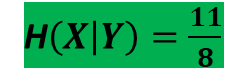 H(X|Y) = 11/8